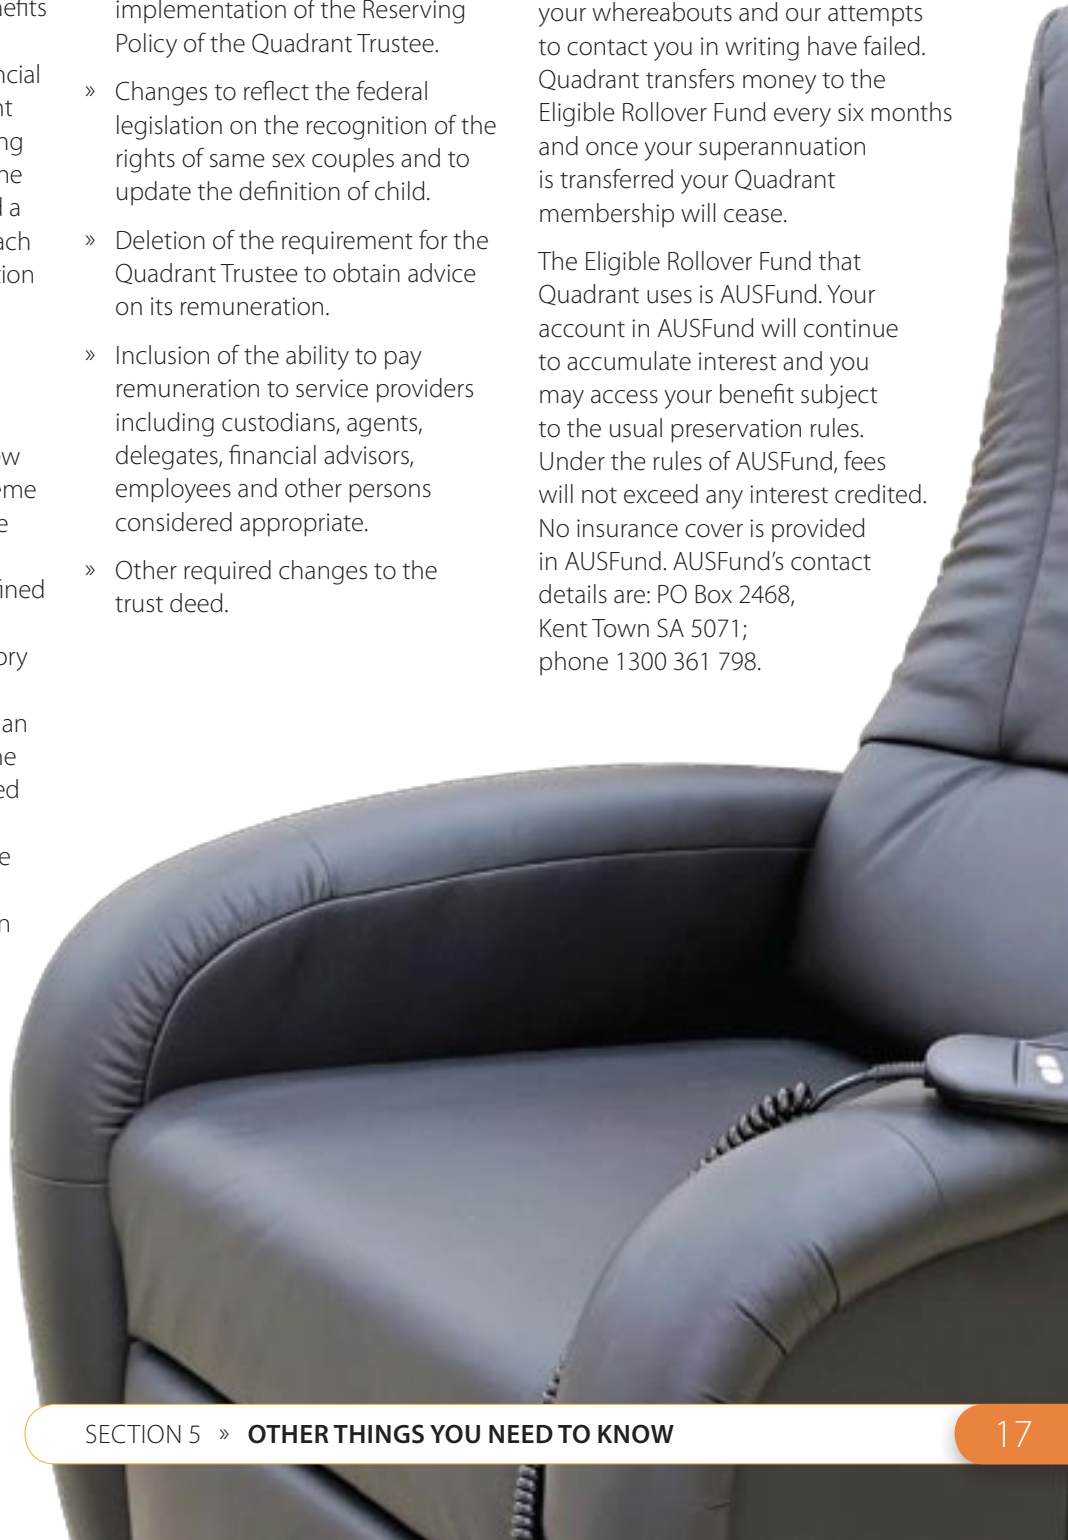 implementation of the Reserving
Policy of the Quadrant Trustee.
» Changes to reflect the federal
legislation on the recognition of the
rights of same sex couples and to
update the definition of child.
» Deletion of the requirement for the
Quadrant Trustee to obtain advice
on its remuneration.
» Inclusion of the ability to pay
remuneration to service providers
including custodians, agents,
delegates, financial advisors,
employees and other persons
considered appropriate.
» Other required changes to the
trust deed.
your whereabouts and our attempts
to contact you in writing have failed.
Quadrant transfers money to the
Eligible Rollover Fund every six months
and once your superannuation
is transferred your Quadrant
membership will cease.
The Eligible Rollover Fund that
Quadrant uses is AUSFund. Your
account in AUSFund will continue
to accumulate interest and you
may access your benefit subject
to the usual preservation rules.
Under the rules of AUSFund, fees
will not exceed any interest credited.
No insurance cover is provided
in AUSFund. AUSFund's contact
details are: PO Box 2468,
Kent Town SA 5071;
phone 1300 361 798.
SECTION 5 » OTHER THINGS YOU NEED TO KNOW
17